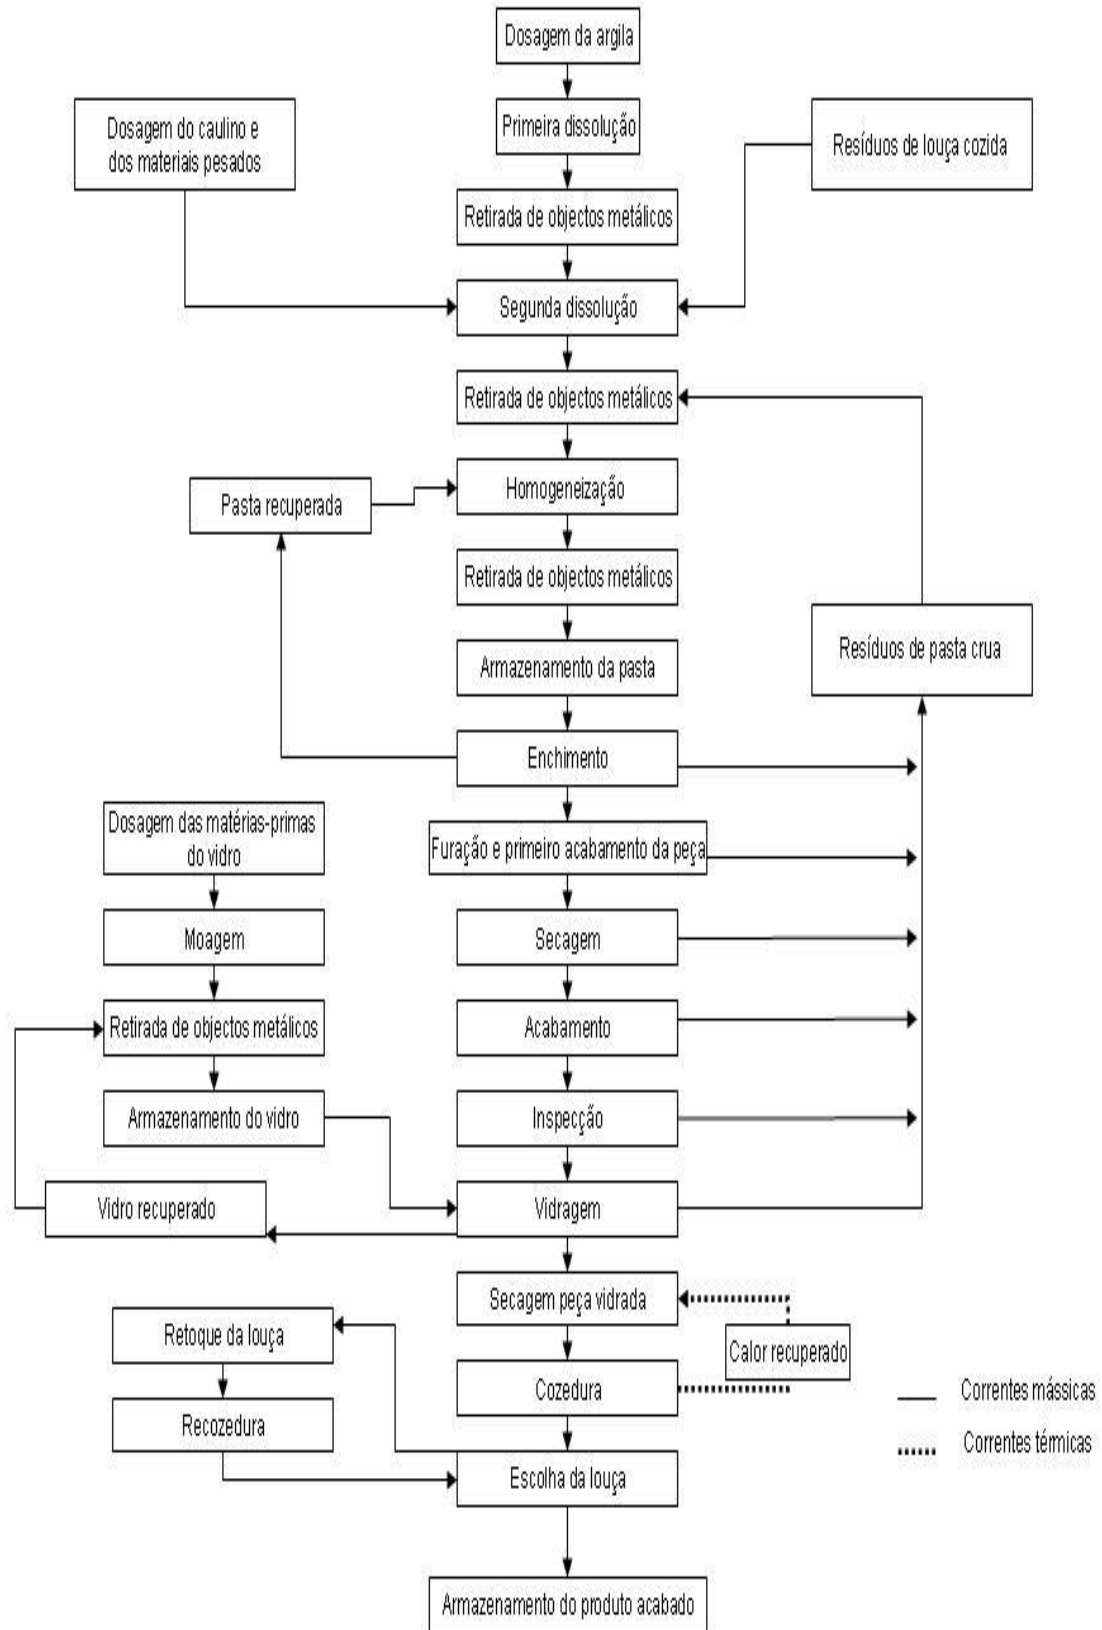 Dosagem da argila
Primeira dissolução
Dosagem do caulino e
dos materiais pesados
Resíduos de louça cozida
Retirada de objectos metálicos
Segunda dissolução
Retirada de objectos metálicos
Homogeneização
Pasta recuperada
Retirada de objectos metálicos
Resíduos de pasta crua
Armazenamento da pasta
Enchimento
Dosagem das matérias-primas
do vidro
Furação e primeiro acabamento da peça
Moagem
Secagem
Retirada de objectos metálicos
Acabamento
Armazenamento do vidro
Inspecção
Vidro recuperado
Vidragem
Secagem peça vidrada
Retoque da louça
Calor recuperado
Cozedura
Correntes mássicas
Recozedura
Correntes térmicas
Escolha da louça
Armazenamento do produto acabado